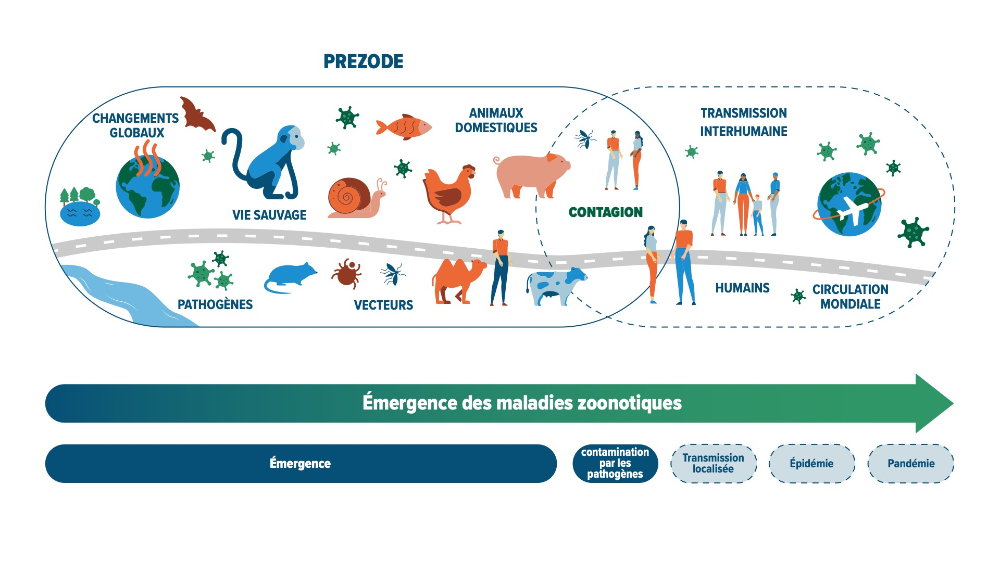 PREZODE
CHANGEMENTS
GLOBAUX
VIE SAUVAGE
ANIMAUX
DOMESTIQUES
CONTAGION
TRANSMISSION
INTERHUMAINE
PATHOGÈNES
VECTEURS
HUMAINS
CIRCULATION
MONDIALE
Émergence des maladies zoonotiques
Émergence
contamination
par les
pathogènes
Transmission
localisée
Épidémie
Pandémie